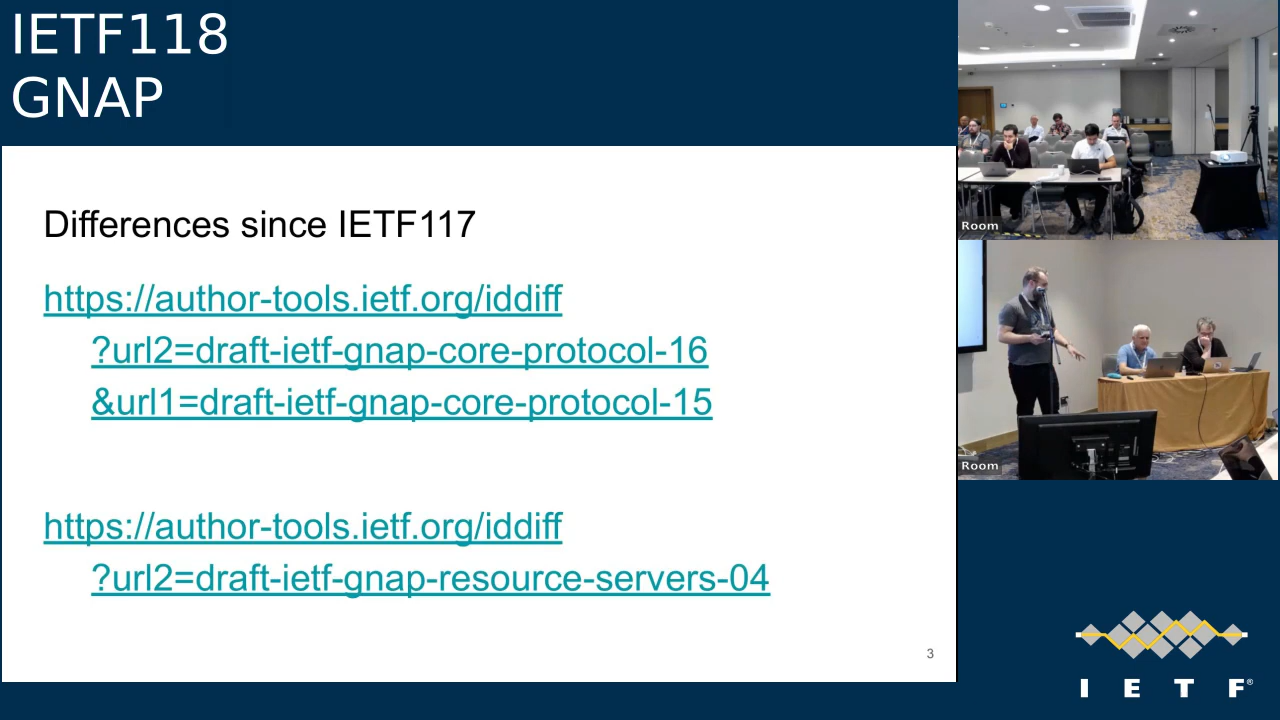 IETF118
GNAP
Differences since IETF117
https://author-tools.ietf.org/iddiff
?url2=draft-ietf-gnap-core-protocol-16
&url1=draft-ietf-gnap-core-protocol-15
https://author-tools.ietf.org/iddiff
?url2=draft-ietf-gnap-resource-servers-04
3
Room
Room
I E T F®